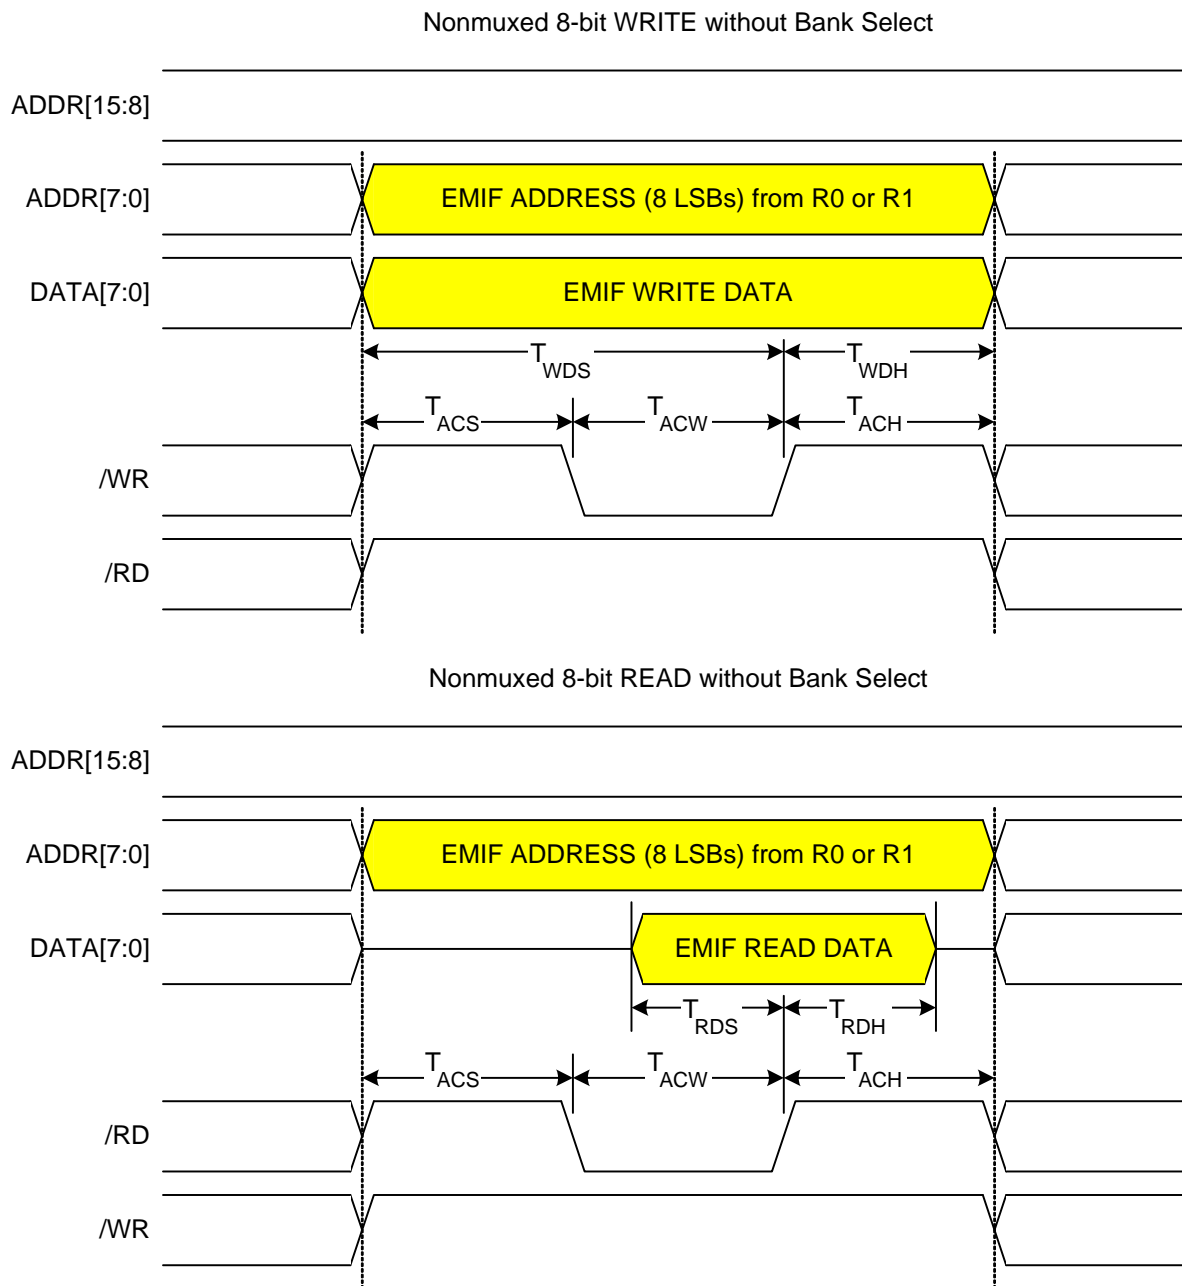 Nonmuxed 8-bit WRITE without Bank Select
ADDR[15:8]
ADDR[7:0]
EMIF ADDRESS (8 LSBs) from R0 or R1
DATA[7:0]
EMIF WRITE DATA
TWDS TWDH
TACS TACW TACH
/WR
/RD
Nonmuxed 8-bit READ without Bank Select
ADDR[15:8]
ADDR[7:0]
EMIF ADDRESS (8 LSBs) from R0 or R1
DATA[7:0]
EMIF READ DATA
TRDS TRDH
TACS TACW TACH
/RD
/WR